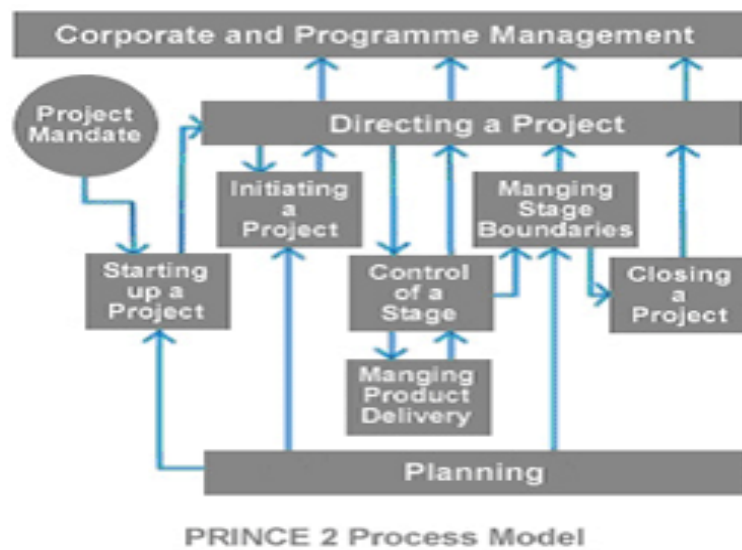 Corporate and Programme Management
Project
Mandate
Directing a Project
Initiating
a
Project
Manging
Stage
Boundaries
Starting
up a
Project
Control
of a
Stage
Closing
a
Project
Manging
Product
Delivery
Planning
PRINCE 2 Process Model